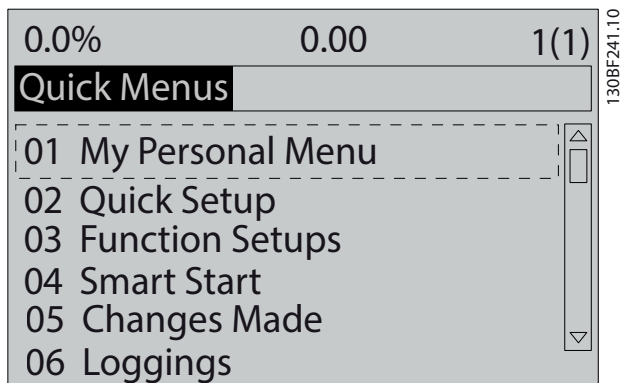 0.0% 0.00 1(1)
Quick Menus
01 My Personal Menu
02 Quick Setup
03 Function Setups
04 Smart Start
05 Changes Made
06 Loggings
130BF241.10